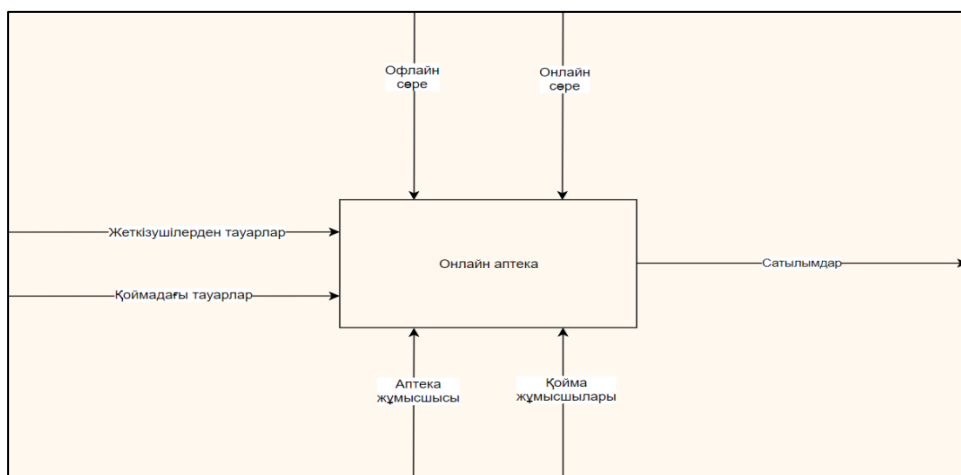 Офлайн
сөре
Онлайн
сөре
Жеткізушілерден тауарлар
Онлайн аптека
Сатылымдар
Қоймадағы тауарлар
Аптека
жұмысшысы
Қойма
жұмысшылары